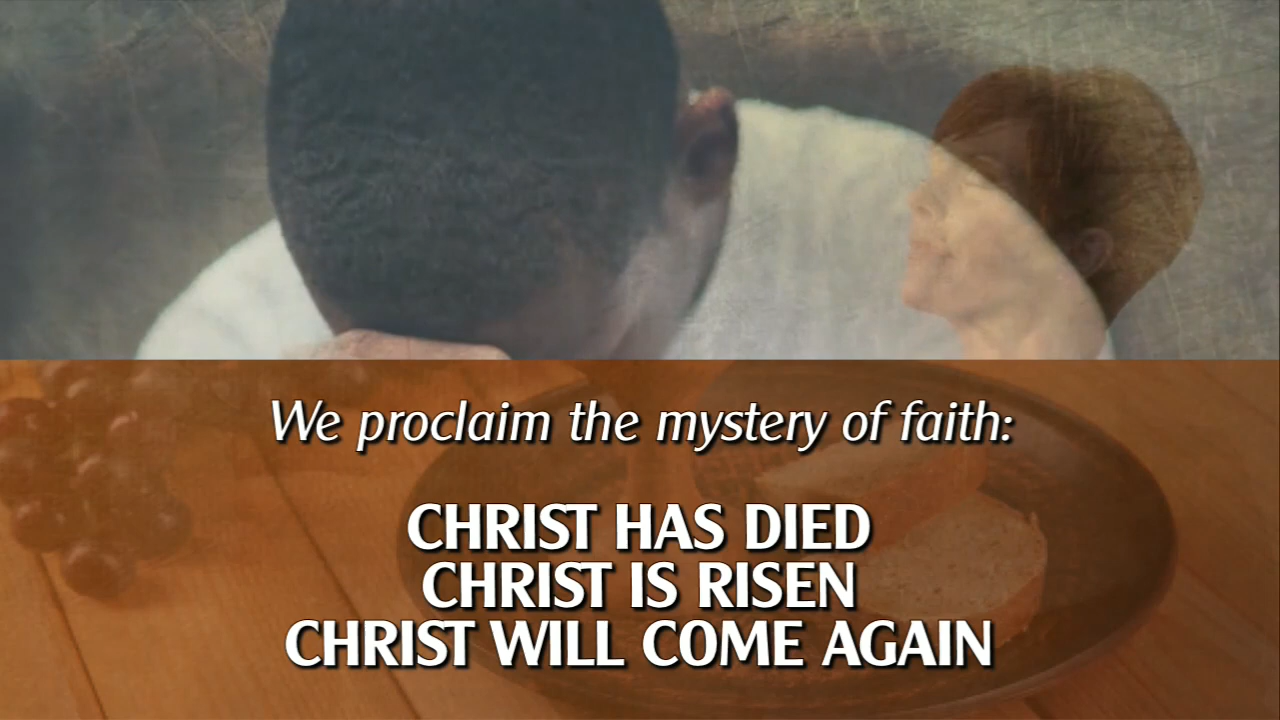 We proclaim the mystery of faith:
CHRIST HAS DIED
CHRIST IS RISEN
CHRIST WILL COME AGAIN